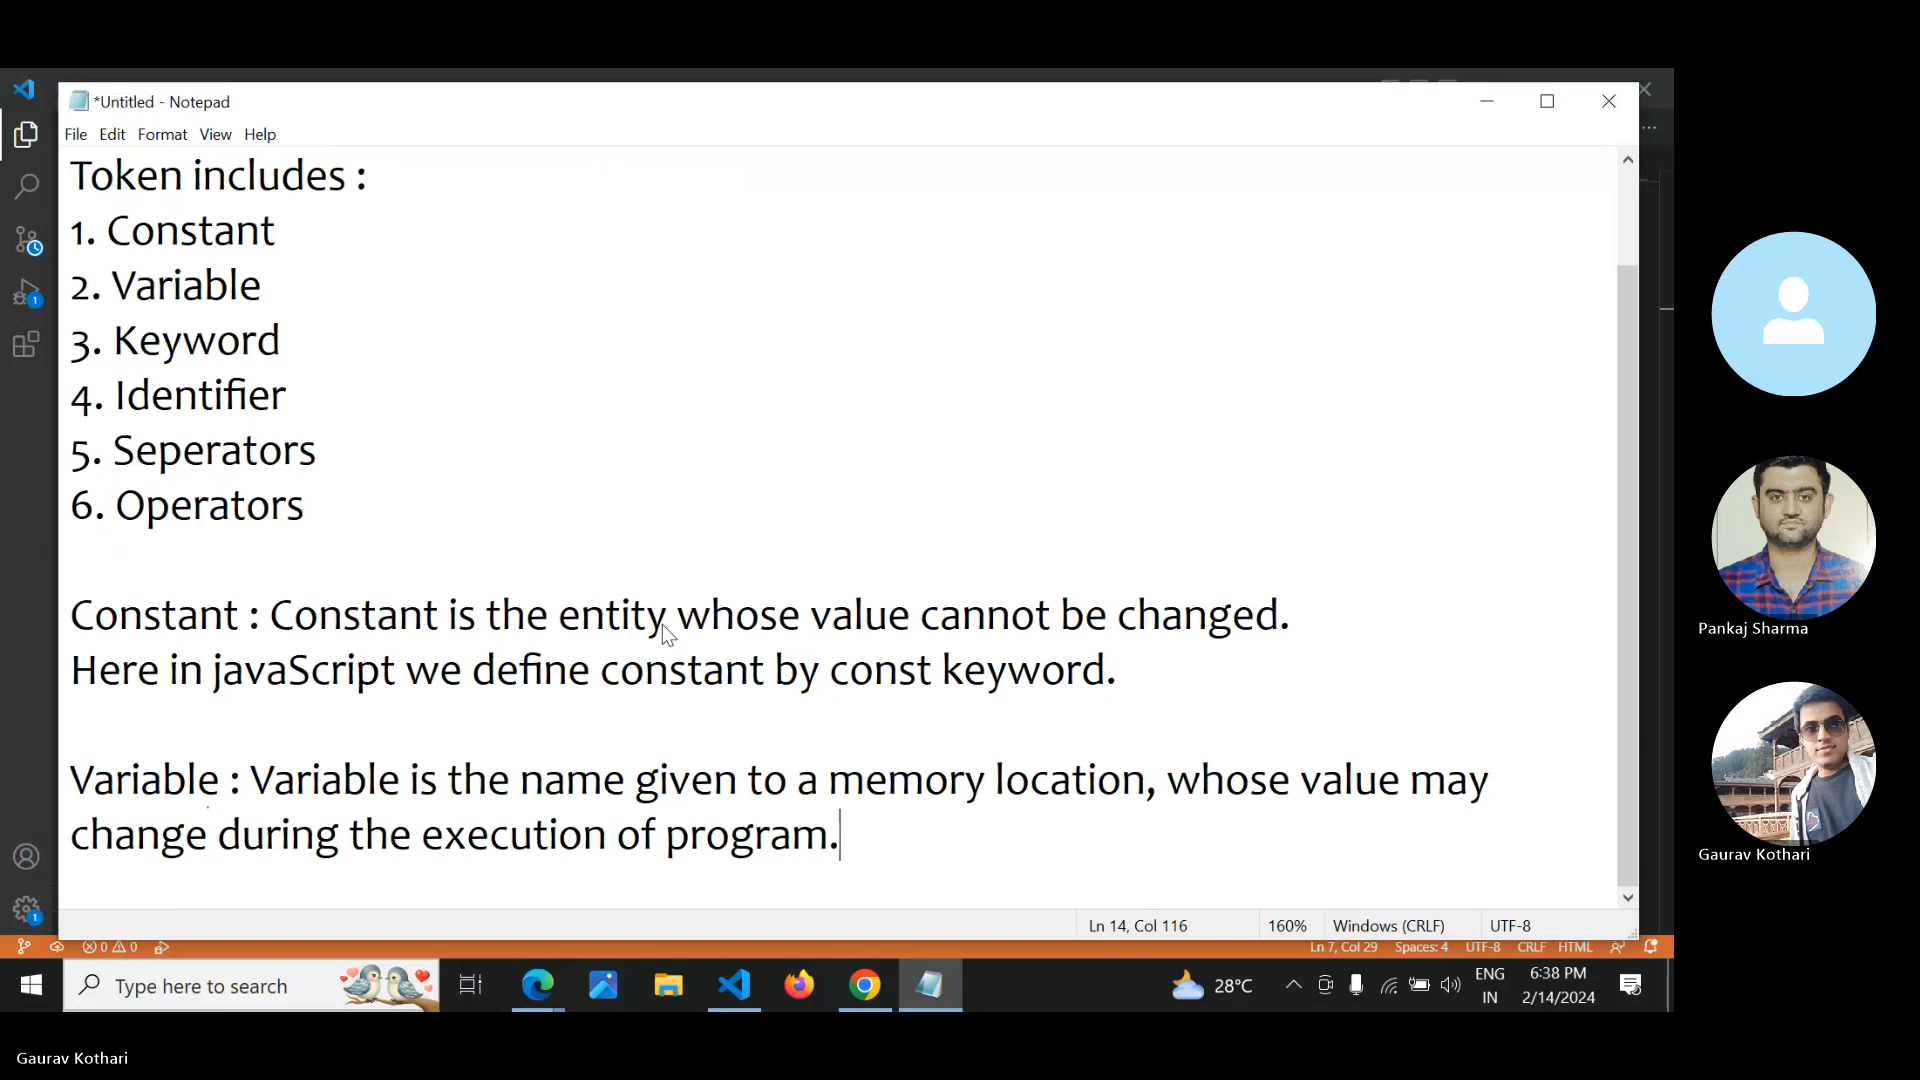 *Untitled - Notepad
File Edit Format View Help
Token includes :
1. Constant
2. Variable
3. Keyword
4. Identifier
5. Seperators
6. Operators
Constant : Constant is the entity whose value cannot be changed.
Here in javaScript we define constant by const keyword.
Variable : Variable is the name given to a memory location, whose value may
change during the execution of program.
Ln 14, Col 116 160% Windows (CRLF) UTF-8
0 0 Ln 7, Col 29 Spaces: 4 UTF-8 CRLF HTML
Type here to search
28°C
ENG
IN
6:38 PM
2/14/2024
1
1
Pankaj Sharma
Gaurav Kothari
Gaurav Kothari